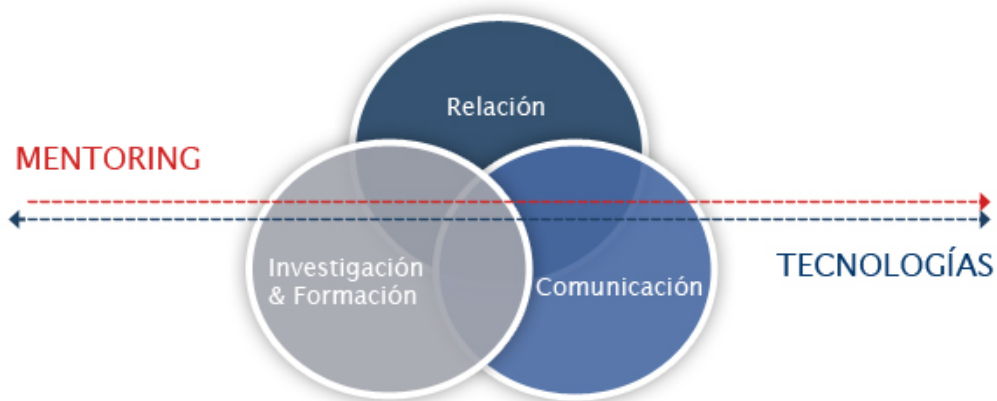 Relación
MENTORING
Investigación
& Formación
Comunicación
TECNOLOGÍAS